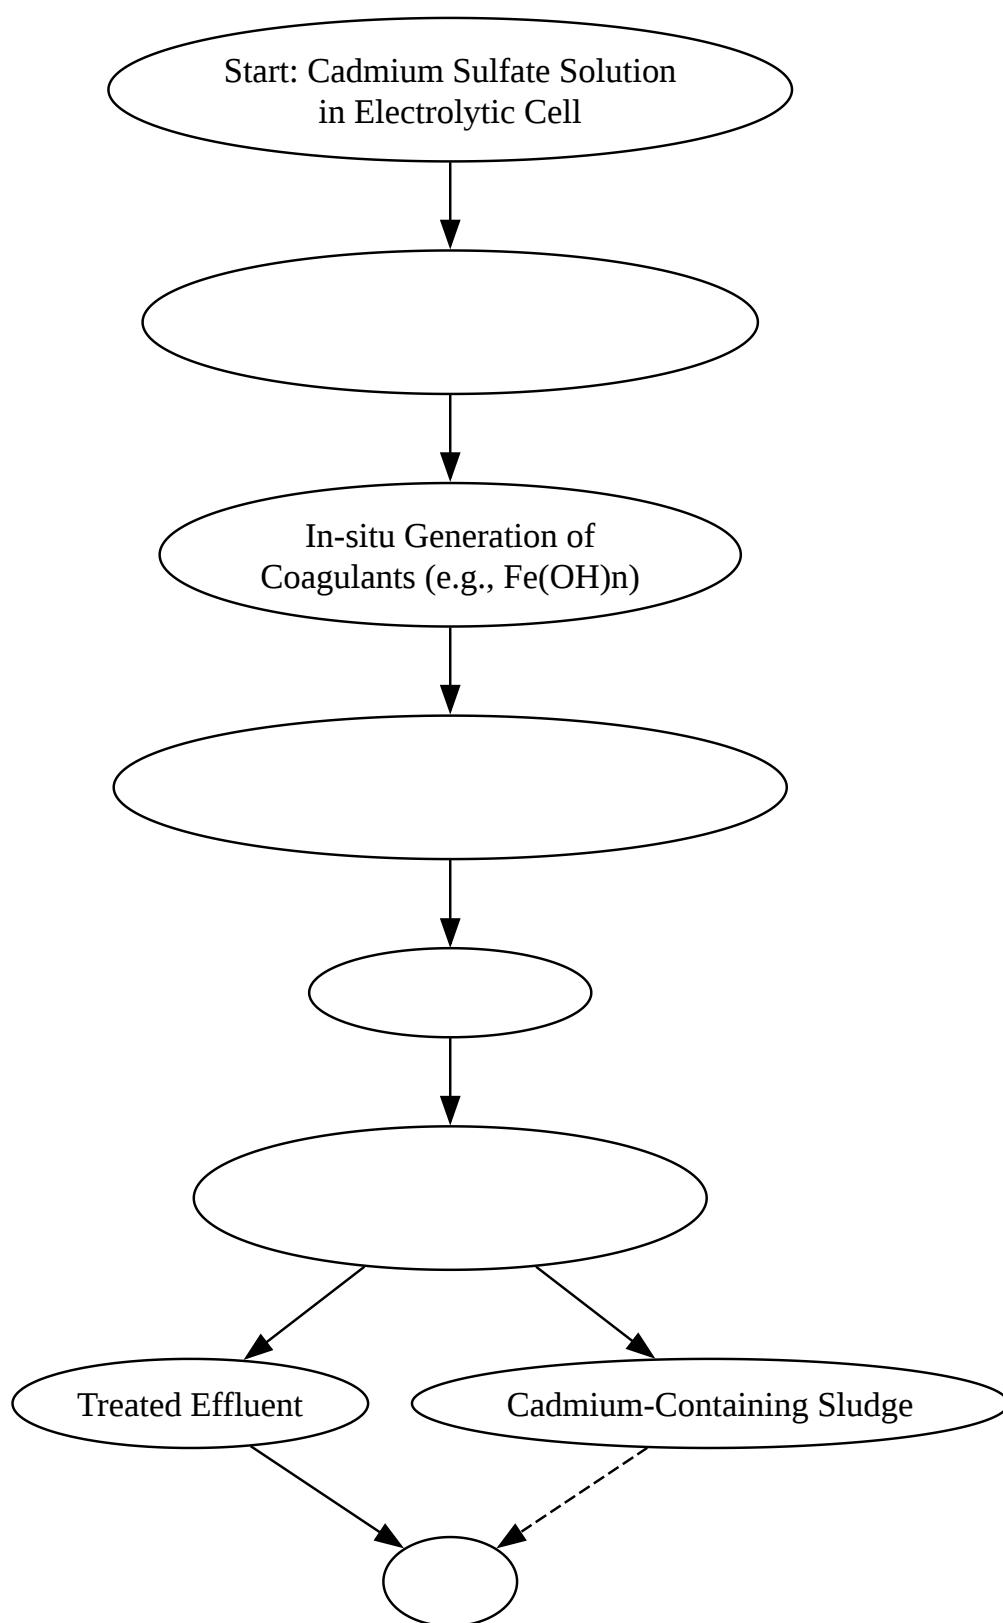 Start: Cadmium Sulfate Solution
in Electrolytic Cell
In-situ Generation of
Coagulants (e.g., Fe(OH)n)
Treated Effluent
Cadmium-Containing Sludge